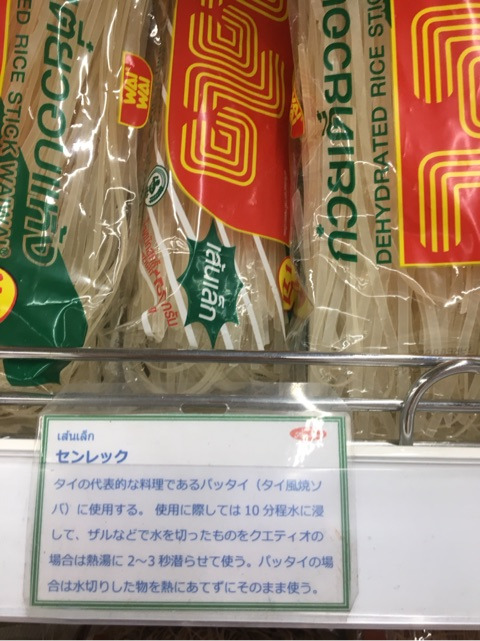 DEHYDRATED RICE STICK
WAI
WAI
เส้นเล็ก
DEHYDRATED RICE STIC
เส้นเล็ก
センレック
タイの代表的な料理であるパッタイ（タイ風焼ソ
バ）に使用する。使用に際しては10分程水に浸
して、ザルなどで水を切ったものをクエティオの
場合は熱湯に2～3秒潜らせて使う。パッタイの場
合は水切りした物を熱にあてずにそのまま使う。